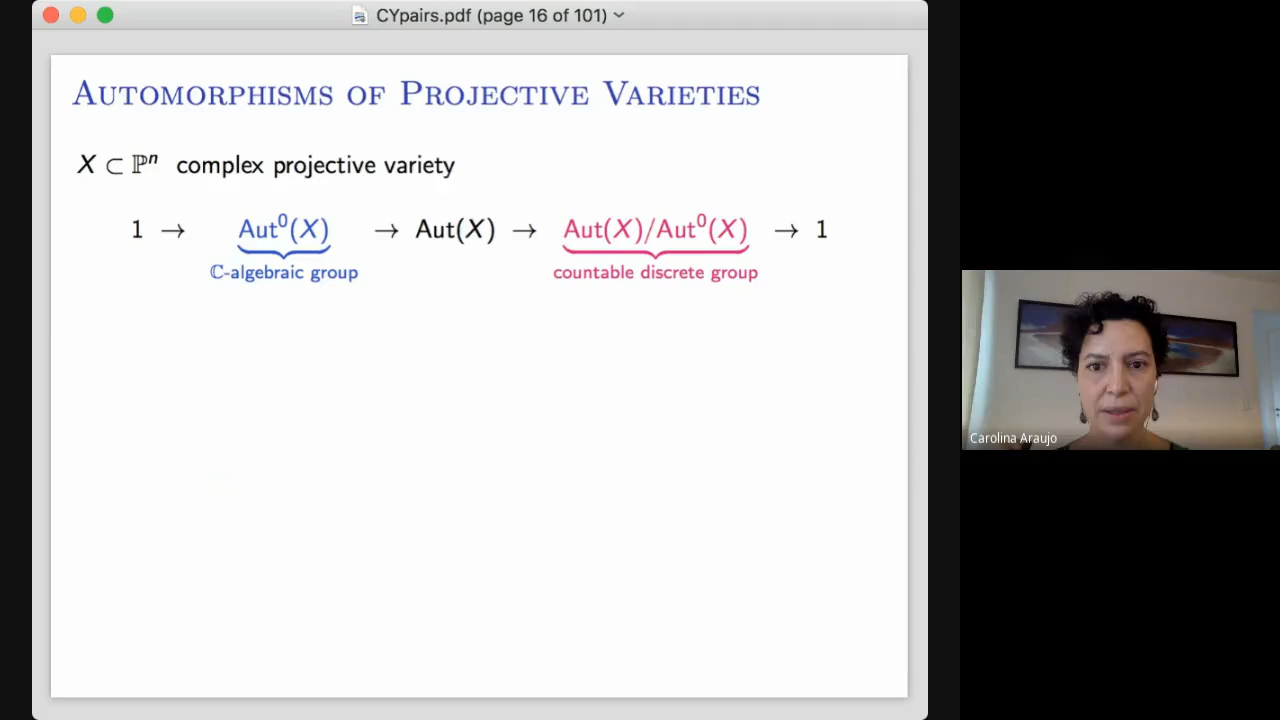 CYpairs.pdf (page 16 of 101)
AUTOMORPHISMS OF PROJECTIVE VARIETIES
X ⊂ ℙⁿ complex projective variety
1 → Aut⁰(X) → Aut(X) → Aut(X)/Aut⁰(X) → 1
ℂ-algebraic group countable discrete group
Carolina Araujo